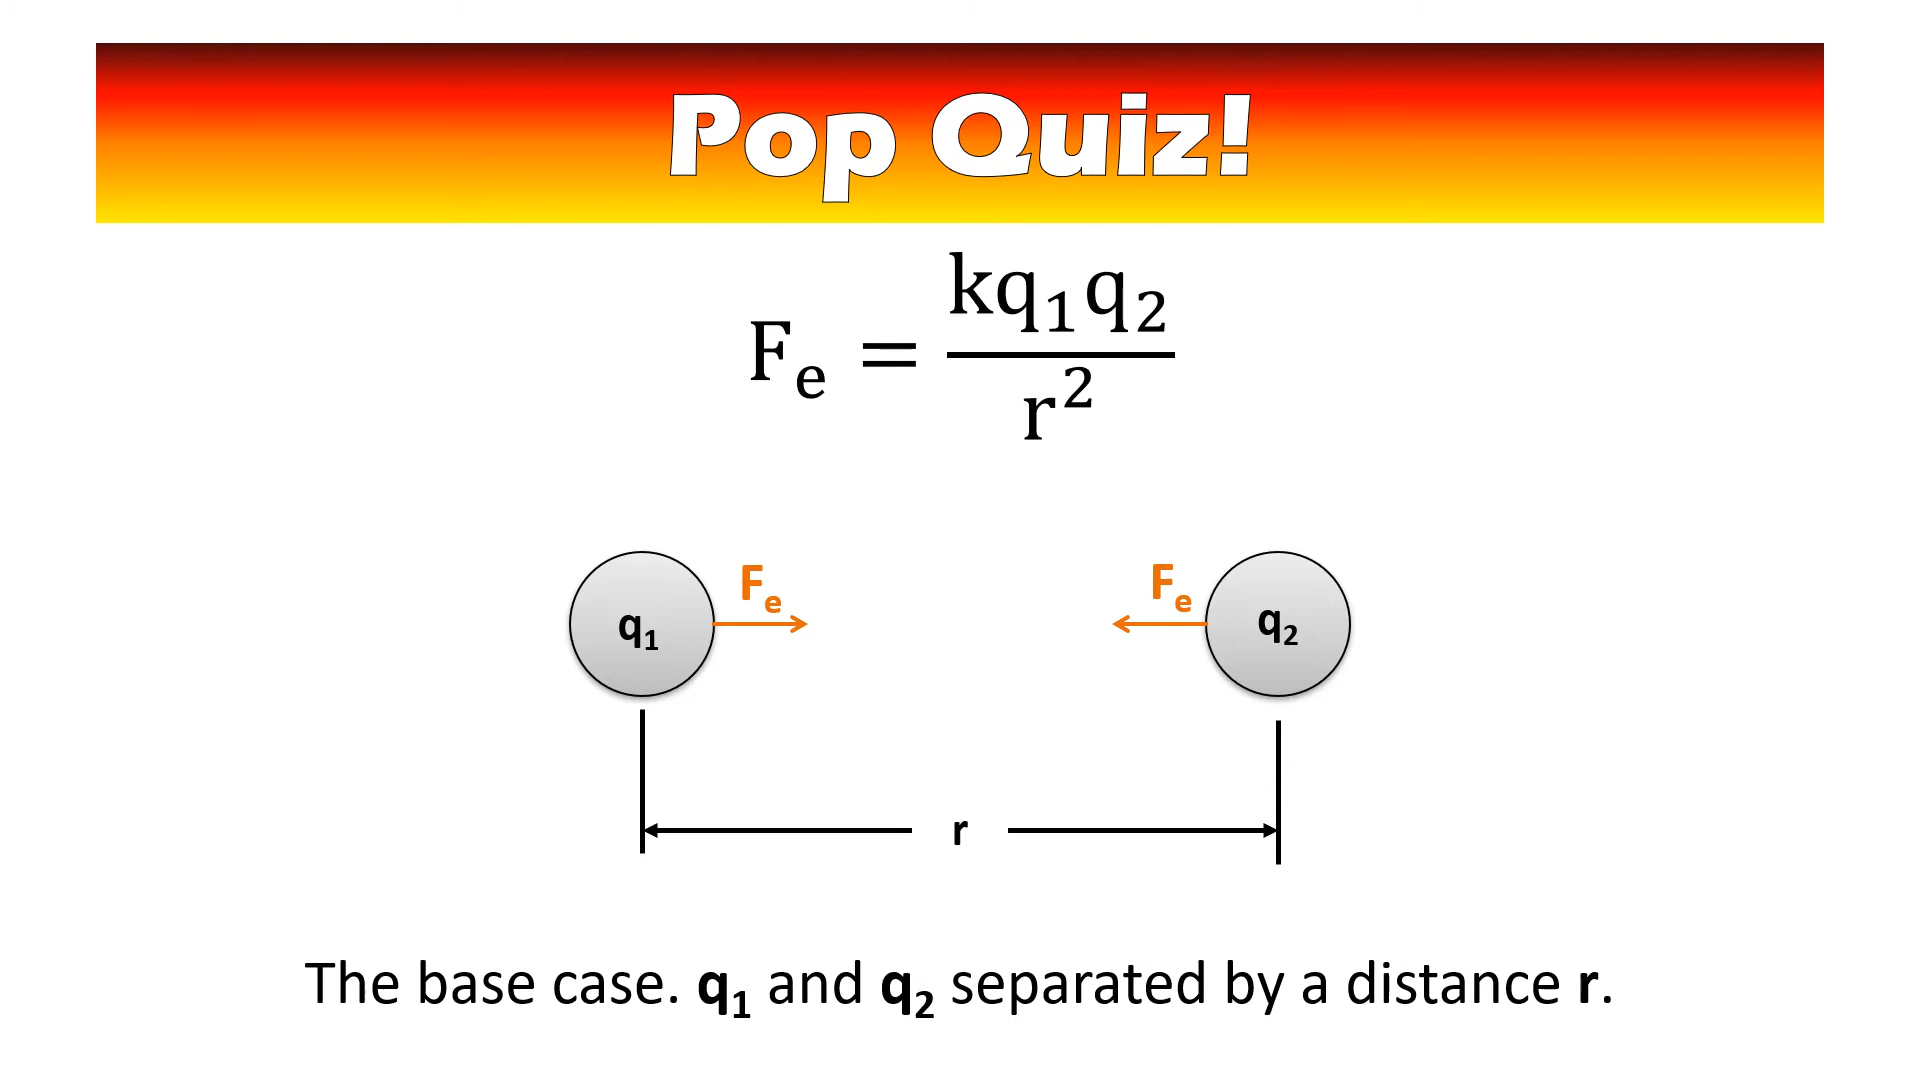 Pop Quiz!
Fₑ = kq₁q₂ / r²
Fₑ Fₑ
q₁ q₂
r
The base case. q₁ and q₂ separated by a distance r.